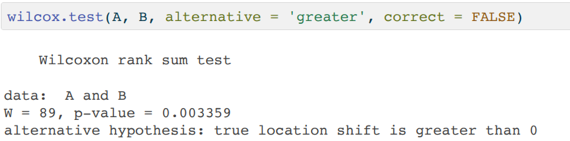 wilcox.test(A, B, alternative = 'greater', correct = FALSE)
Wilcoxon rank sum test
data:  A and B
W = 89, p-value = 0.003359
alternative hypothesis: true location shift is greater than 0